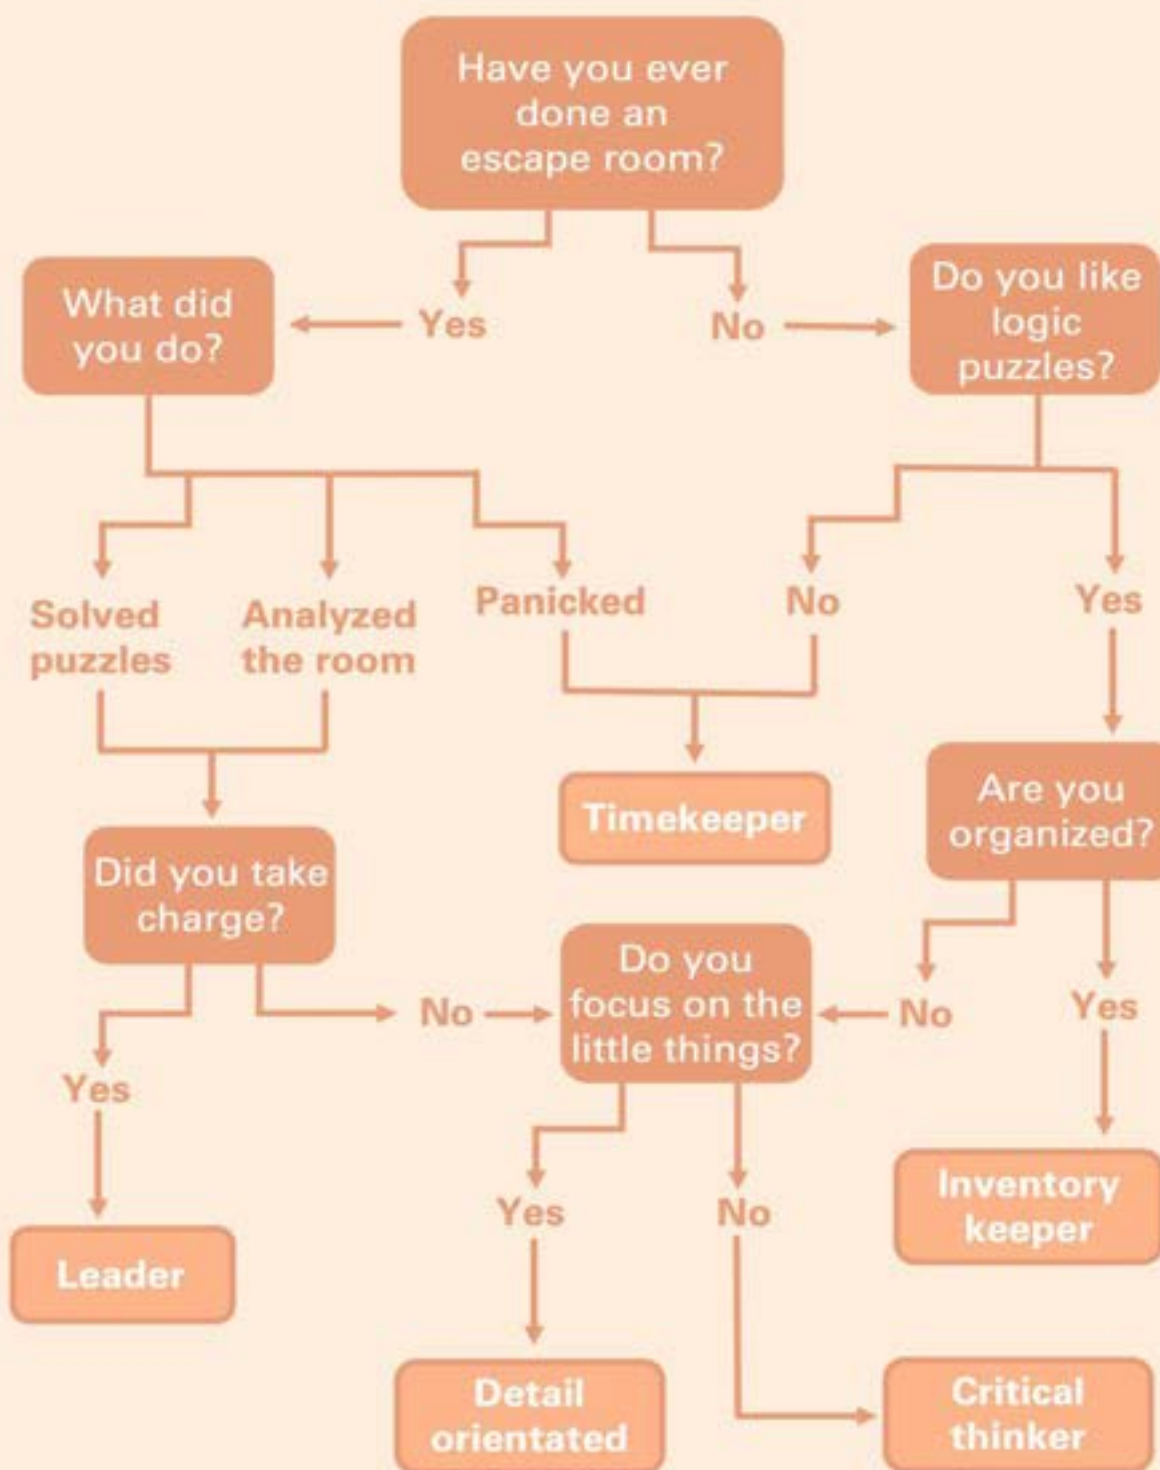 Have you ever
done an
escape room?
What did
you do?
Yes
No
Do you like
logic
puzzles?
Solved
puzzles
Analyzed
the room
Panicked
No
Yes
Timekeeper
Are you
organized?
Did you take
charge?
No
Do you
focus on the
little things?
No
Yes
Yes
Leader
Yes
No
Inventory
keeper
Detail
orientated
Critical
thinker